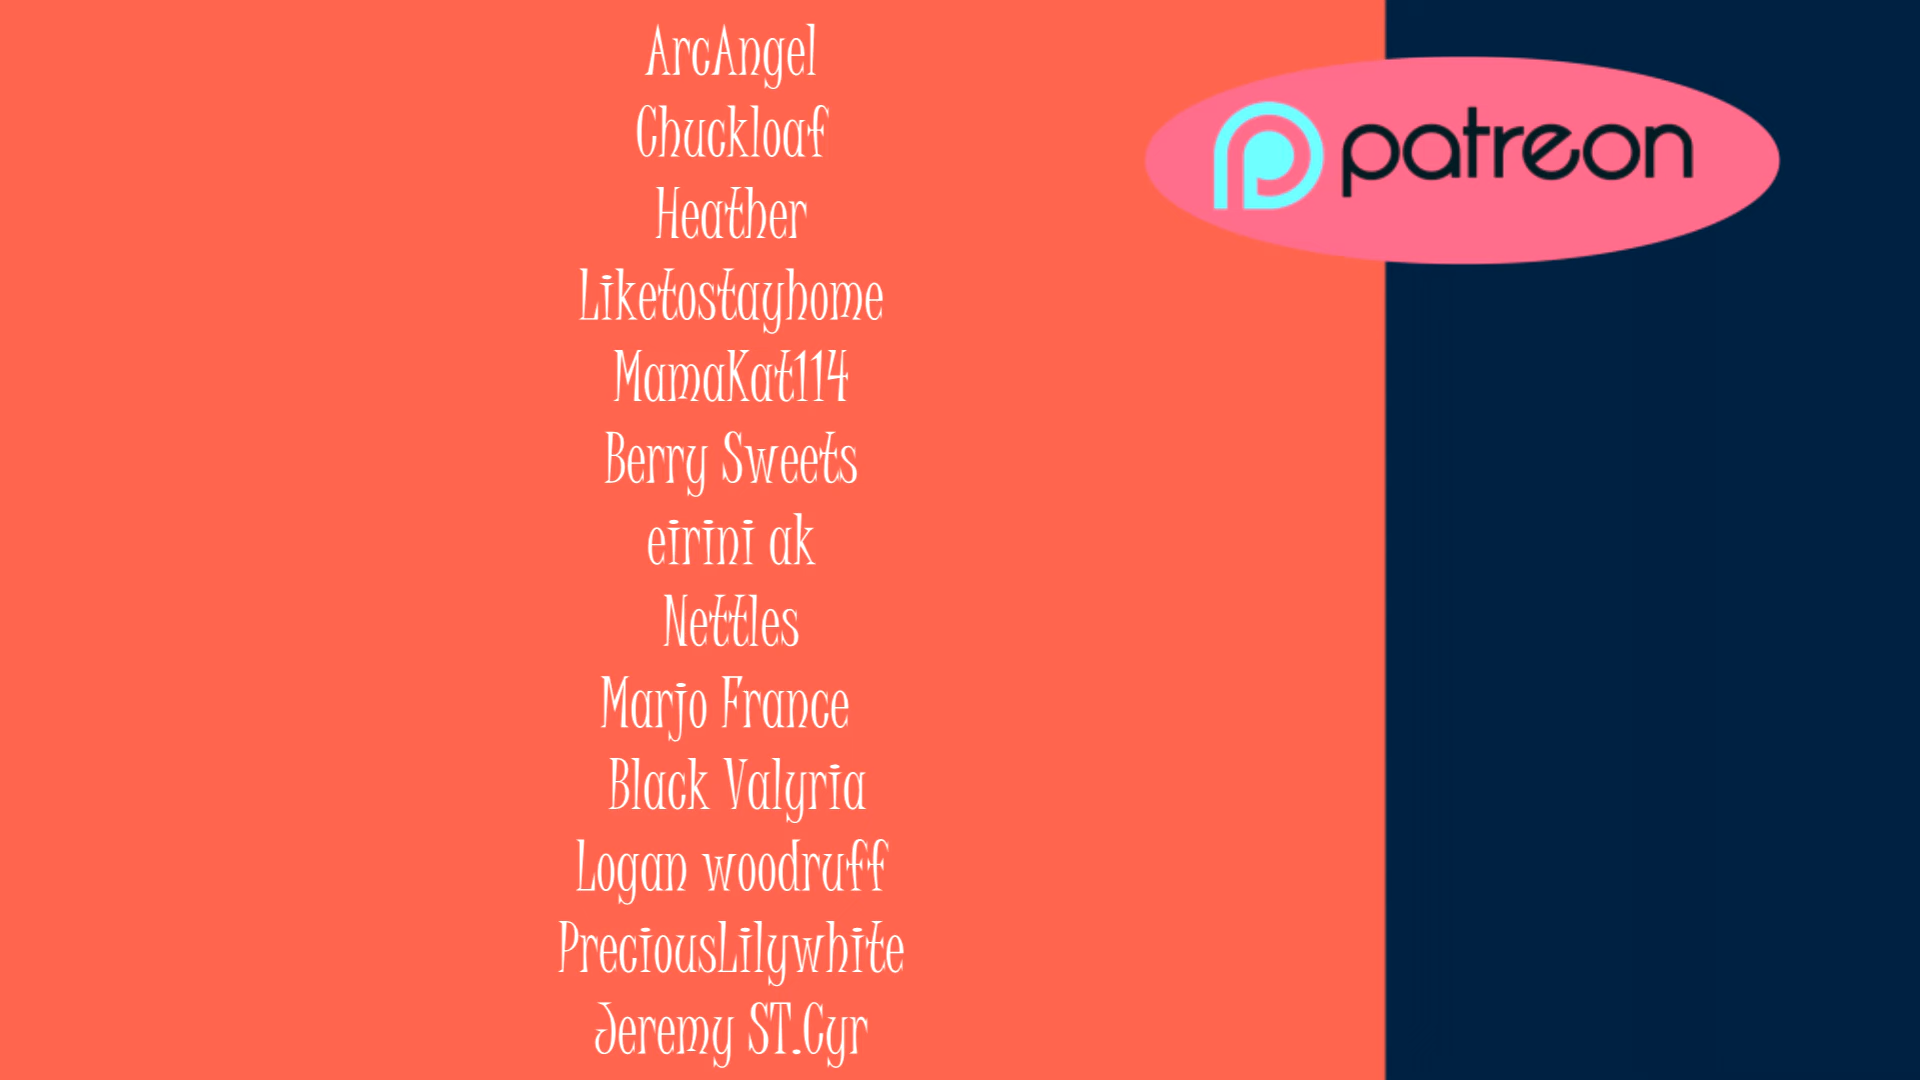 ArcAngel
Chuckloaf
Heather
Liketostayhome
MamaKat114
Berry Sweets
eirini ak
Nettles
Marjo France
Black Valyria
Logan woodruff
PreciousLilywhite
Jeremy ST.Cyr
patreon